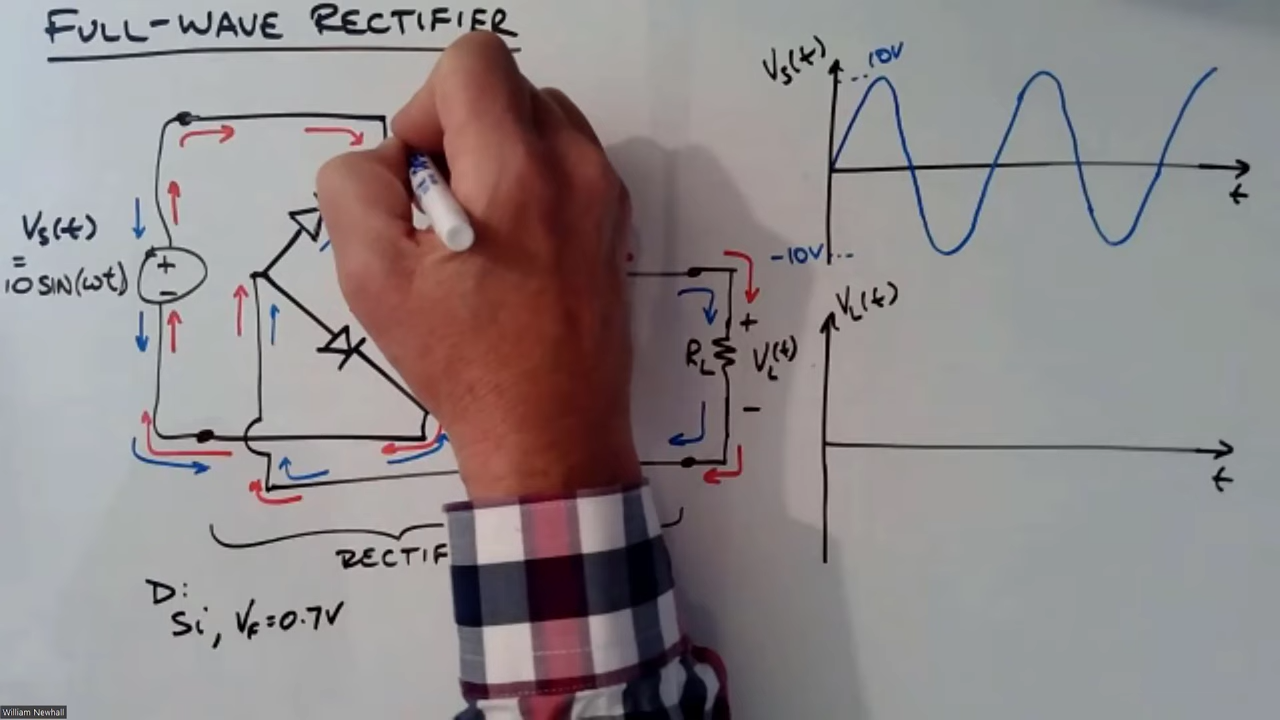 FULL-WAVE RECTIFIER
Vs(t)
=
10 SIN(ωt)
+
−
RL
+
VL(t)
−
D:
Si, VF=0.7V
Vs(t)
10V
-10V
t
VL(t)
t
William Newhall